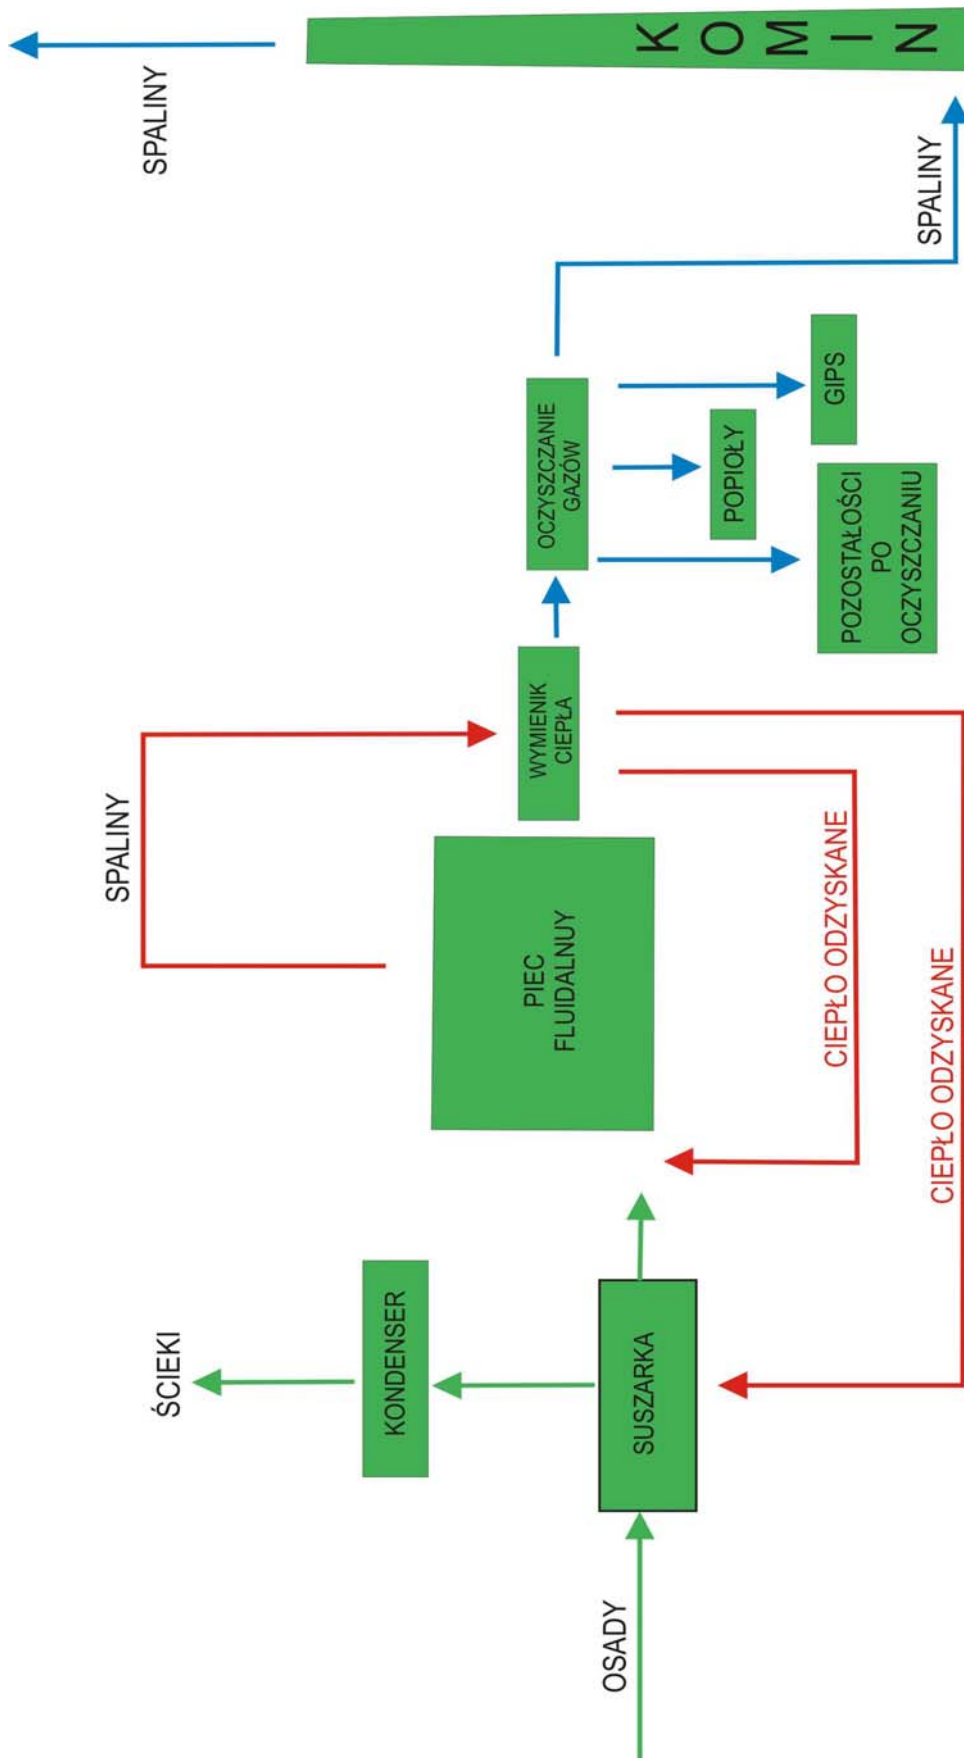 OSADY
SUSZARKA
KONDENSER
ŚCIEKI
PIEC
FLUIDALNUY
SPALINY
WYMIENIK
CIEPŁA
CIEPŁO ODZYSKANE
CIEPŁO ODZYSKANE
OCZYSZCZANIE
GAZÓW
POZOSTAŁOŚCI
PO
OCZYSZCZANIU
POPIOŁY
GIPS
SPALINY
KOMIN
SPALINY